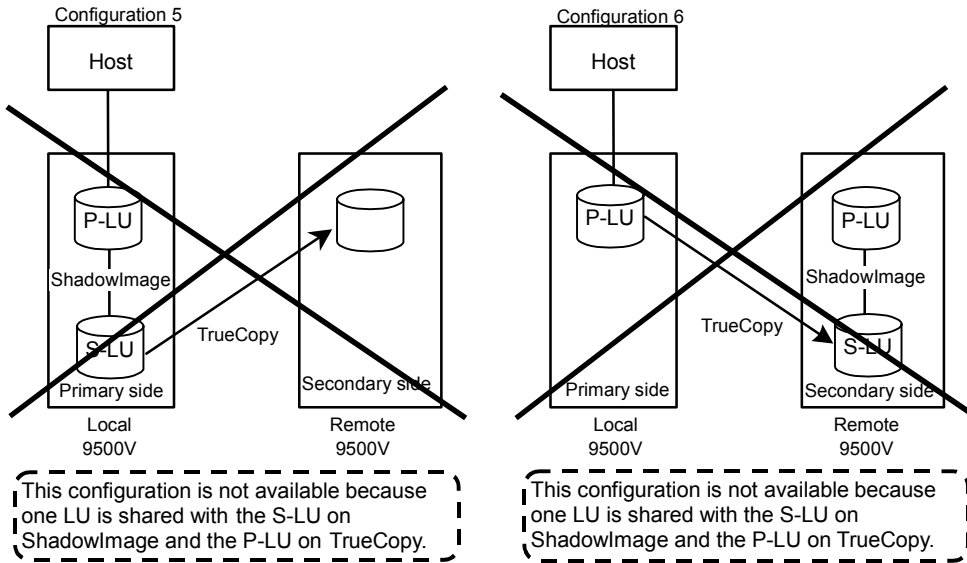 Configuration 5
Host
P-LU
ShadowImage
S-LU
TrueCopy
Primary side
Secondary side
Local
9500V
Remote
9500V
This configuration is not available because
one LU is shared with the S-LU on
ShadowImage and the P-LU on TrueCopy.
Configuration 6
Host
P-LU
P-LU
ShadowImage
TrueCopy
S-LU
Primary side
Secondary side
Local
9500V
Remote
9500V
This configuration is not available because
one LU is shared with the S-LU on
ShadowImage and the P-LU on TrueCopy.